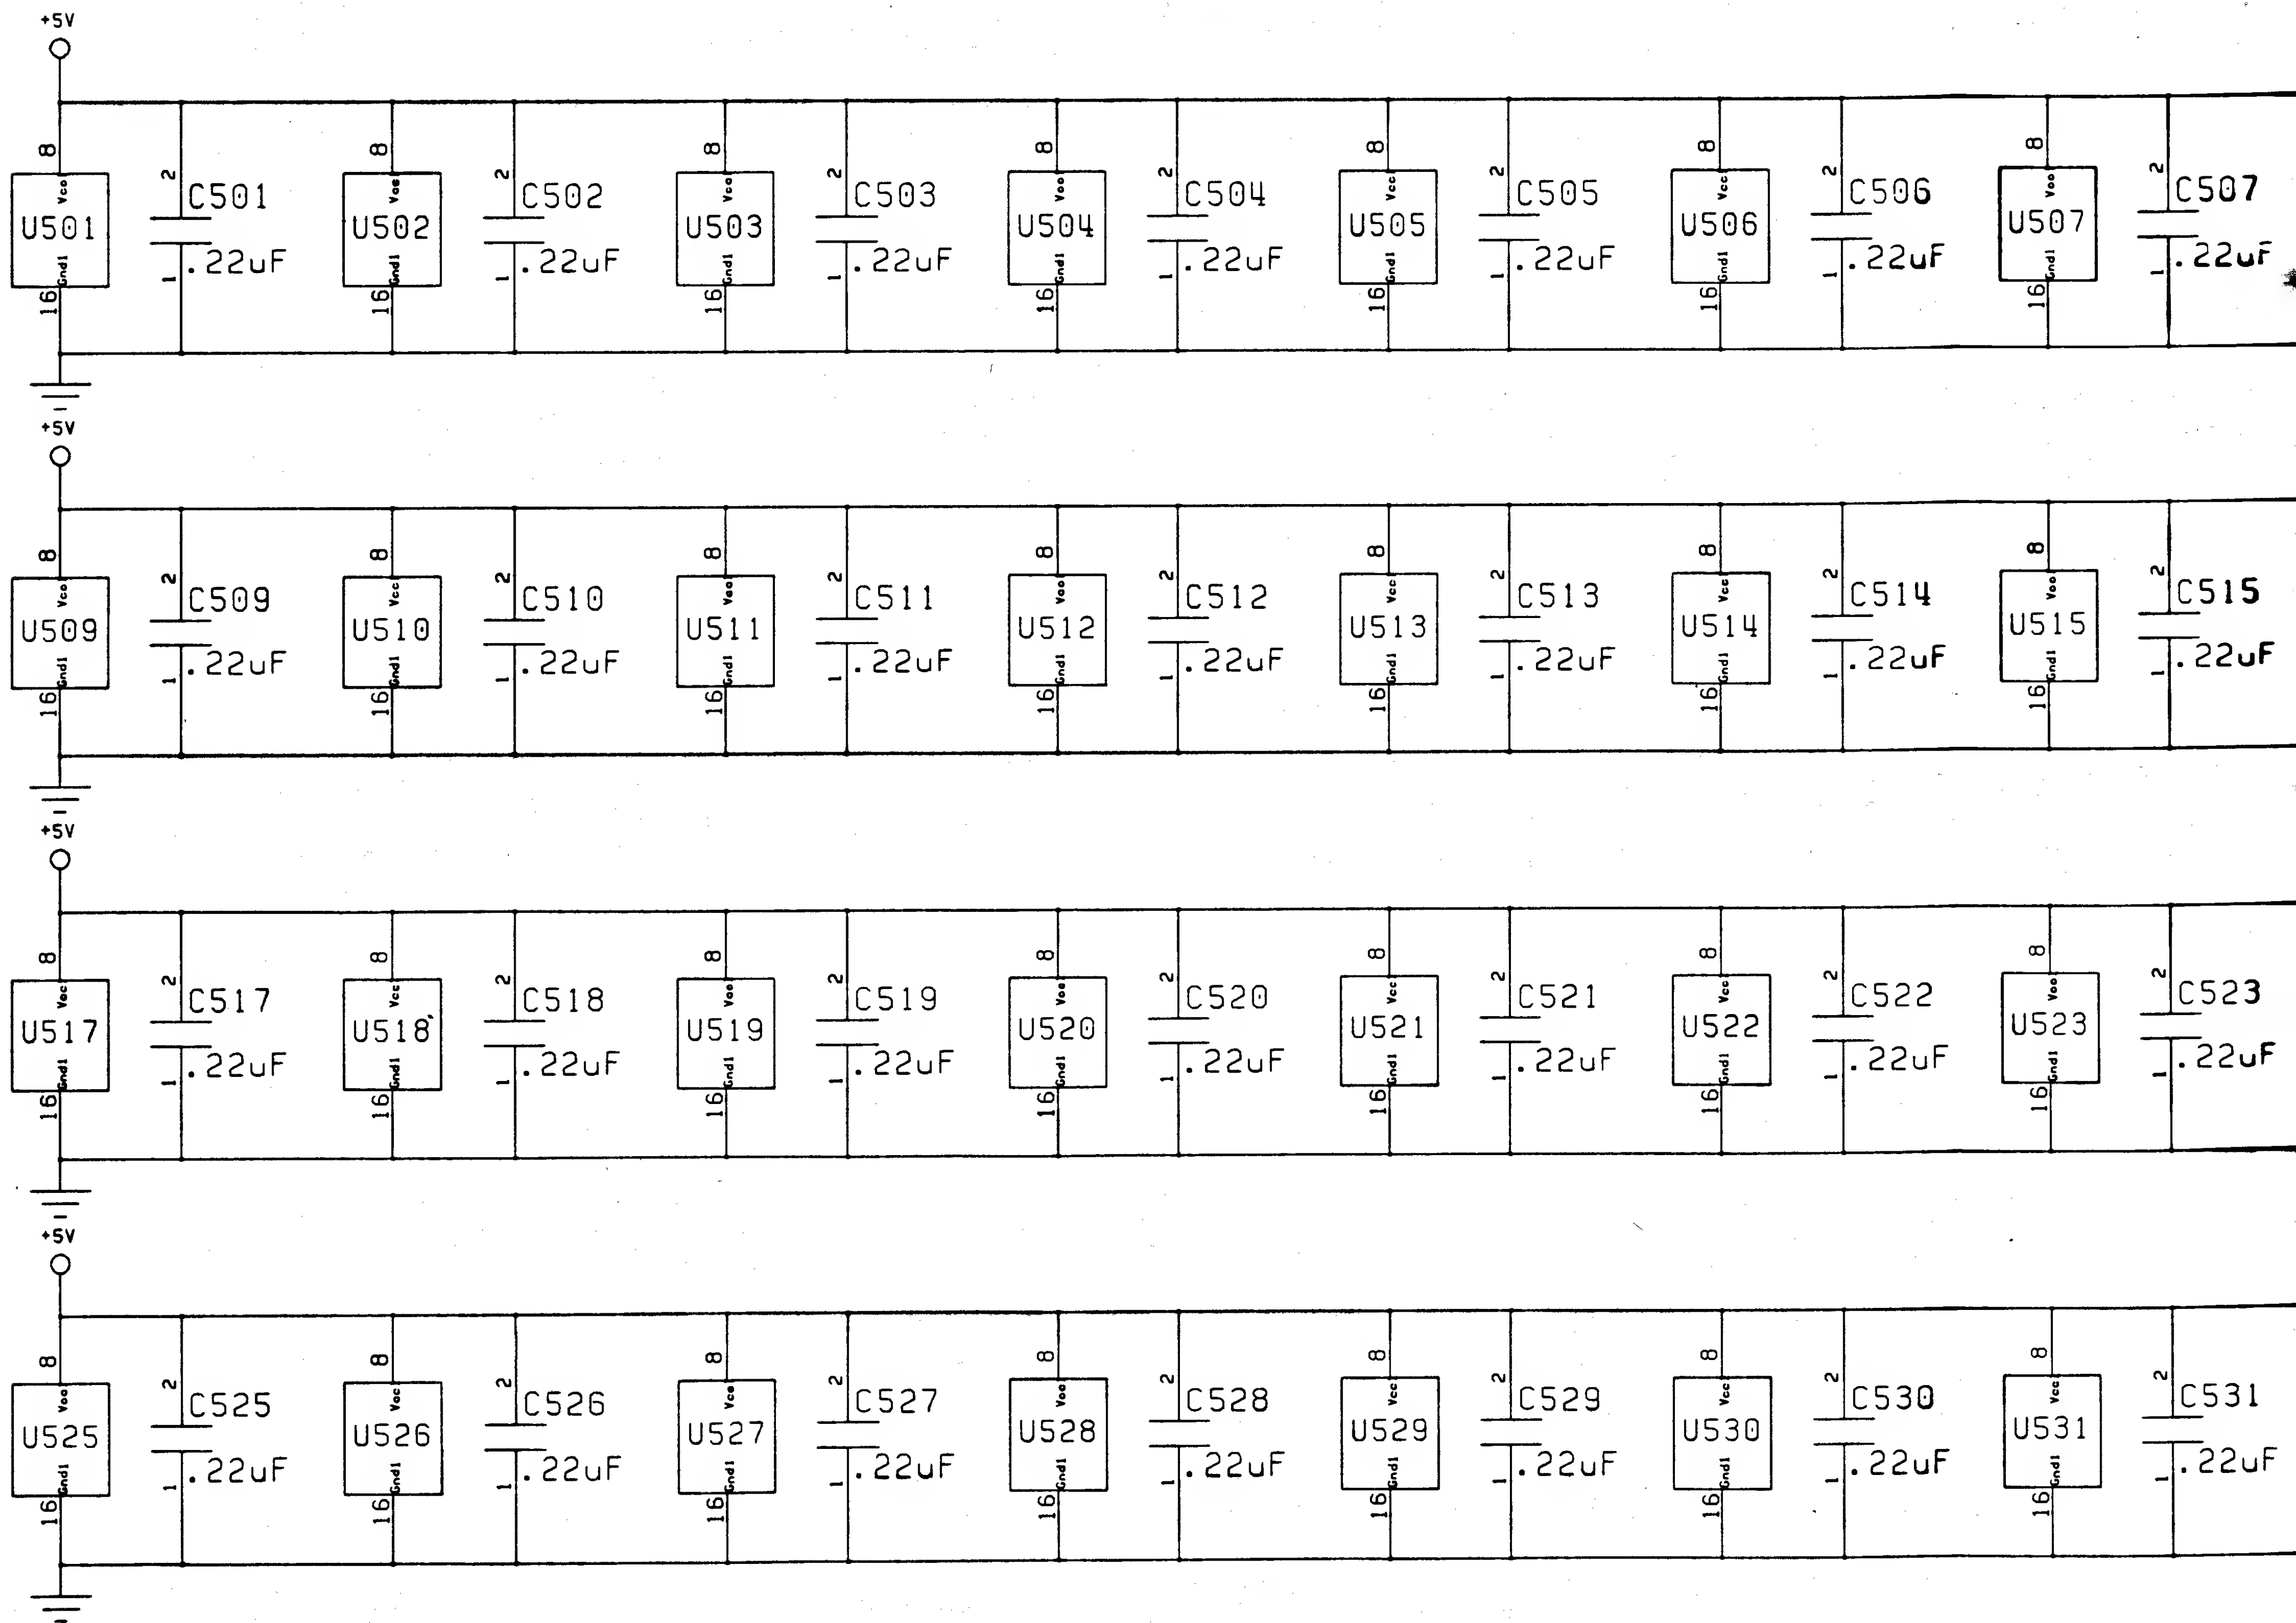 +5V
8 2 8 2 8 2 8 2 8 2 8 2 8 2
Vcc C501 Vcc C502 Vcc C503 Vcc C504 Vcc C505 Vcc C506 Vcc C507
U501 U502 U503 U504 U505 U506 U507
Gnd1 .22uF Gnd1 .22uF Gnd1 .22uF Gnd1 .22uF Gnd1 .22uF Gnd1 .22uF Gnd1 .22uF
16 1 16 1 16 1 16 1 16 1 16 1 16 1
+5V
8 2 8 2 8 2 8 2 8 2 8 2 8 2
Vcc C509 Vcc C510 Vcc C511 Vcc C512 Vcc C513 Vcc C514 Vcc C515
U509 U510 U511 U512 U513 U514 U515
Gnd1 .22uF Gnd1 .22uF Gnd1 .22uF Gnd1 .22uF Gnd1 .22uF Gnd1 .22uF Gnd1 .22uF
16 1 16 1 16 1 16 1 16 1 16 1 16 1
+5V
8 2 8 2 8 2 8 2 8 2 8 2 8 2
Vcc C517 Vcc C518 Vcc C519 Vcc C520 Vcc C521 Vcc C522 Vcc C523
U517 U518 U519 U520 U521 U522 U523
Gnd1 .22uF Gnd1 .22uF Gnd1 .22uF Gnd1 .22uF Gnd1 .22uF Gnd1 .22uF Gnd1 .22uF
16 1 16 1 16 1 16 1 16 1 16 1 16 1
+5V
8 2 8 2 8 2 8 2 8 2 8 2 8 2
Vcc C525 Vcc C526 Vcc C527 Vcc C528 Vcc C529 Vcc C530 Vcc C531
U525 U526 U527 U528 U529 U530 U531
Gnd1 .22uF Gnd1 .22uF Gnd1 .22uF Gnd1 .22uF Gnd1 .22uF Gnd1 .22uF Gnd1 .22uF
16 1 16 1 16 1 16 1 16 1 16 1 16 1